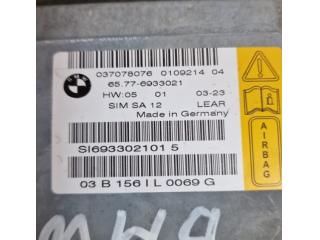 037078076 0109214 04
65.77-6933021
HW:05 01 03-23
SIM SA 12 LEAR
Made in Germany
SI693302101 5
03 B 156 I L 0069 G
AIRBAG
BMW